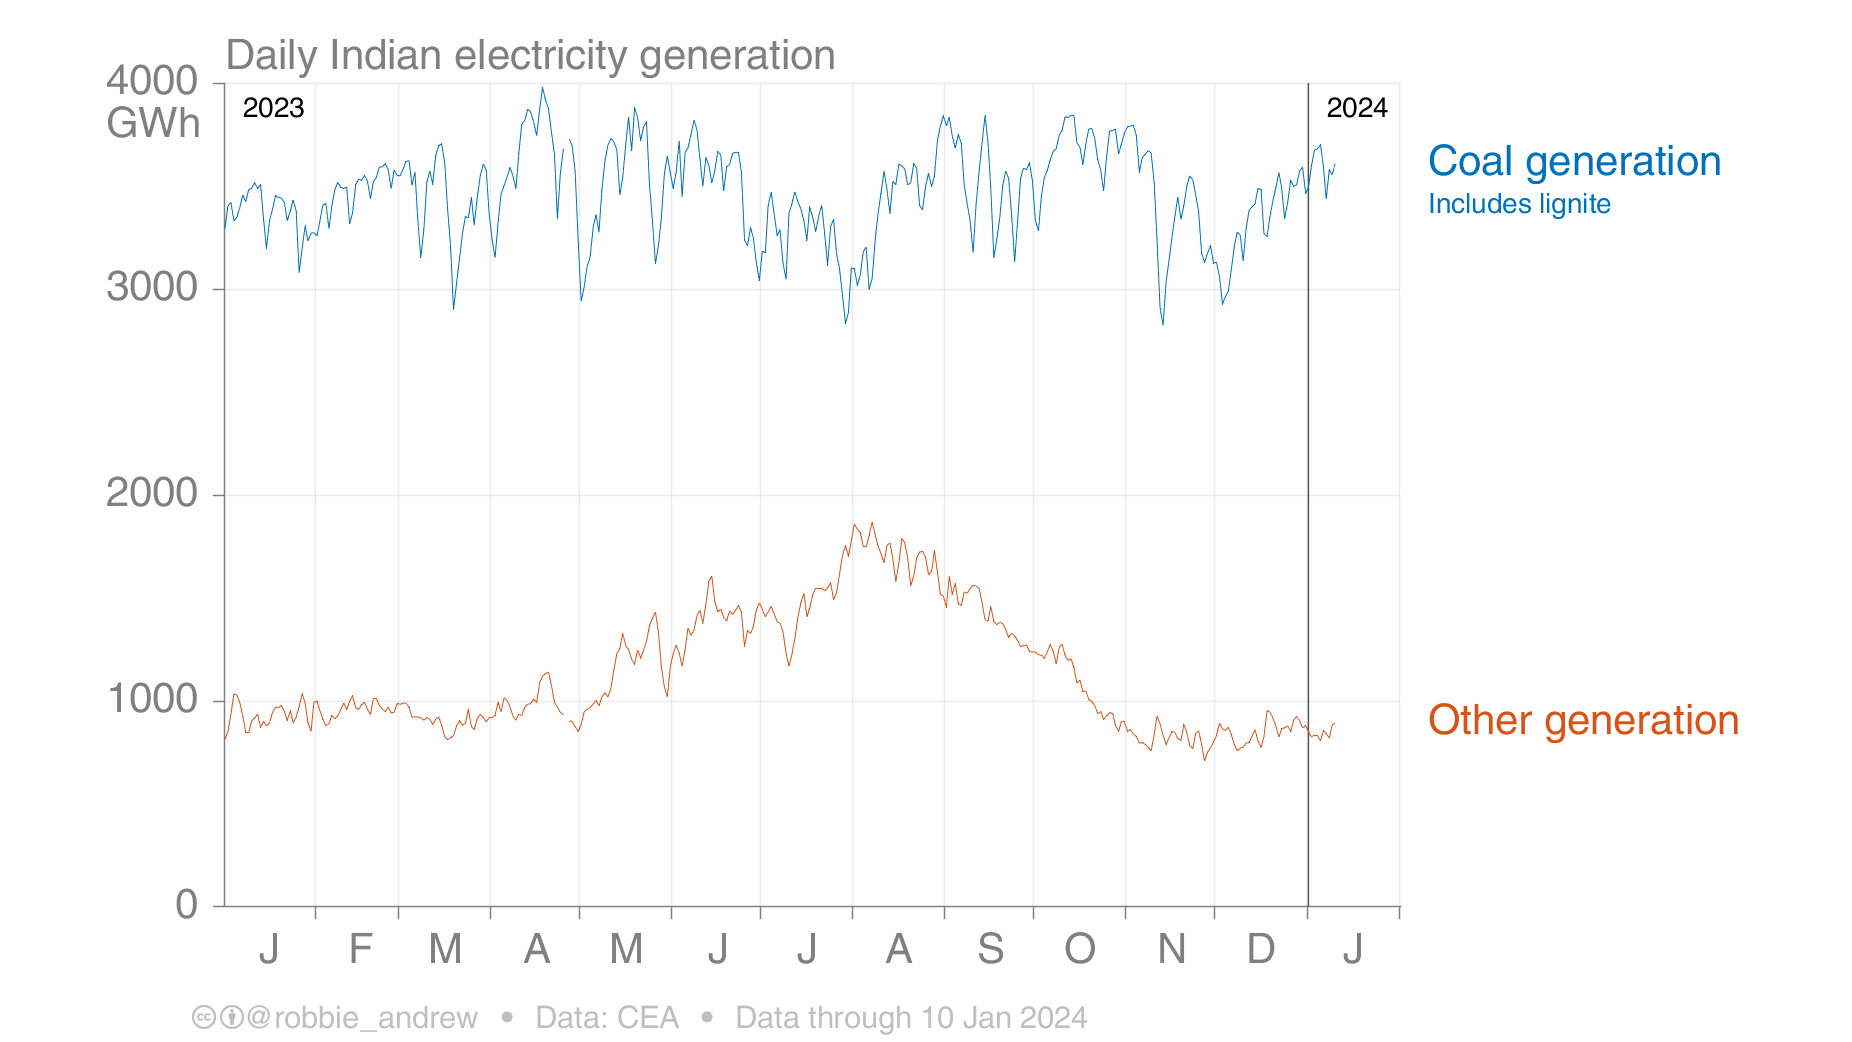 Daily Indian electricity generation
4000
GWh
2023
2024
Coal generation
Includes lignite
3000
2000
1000
Other generation
0
J F M A M J J A S O N D J
cc @robbie_andrew • Data: CEA • Data through 10 Jan 2024